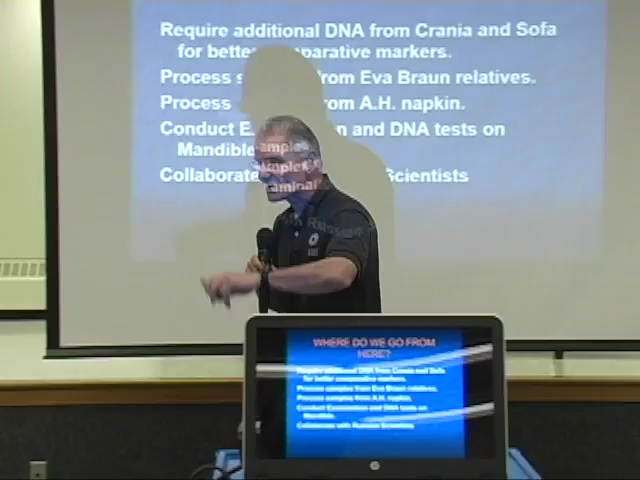 Require additional DNA from Crania and Sofa
for better comparative markers.
Process samples from Eva Braun relatives.
Process samples from A.H. napkin.
Conduct Examination and DNA tests on
Mandible
Collaborate Scientists
WHERE DO WE GO FROM
HERE?
Require additional DNA from Crania and Sofa
for better comparative markers.
Process samples from Eva Braun relatives.
Process samples from A.H. napkin.
Conduct Examination and DNA tests on
Mandible.
Collaborate with Russian Scientists